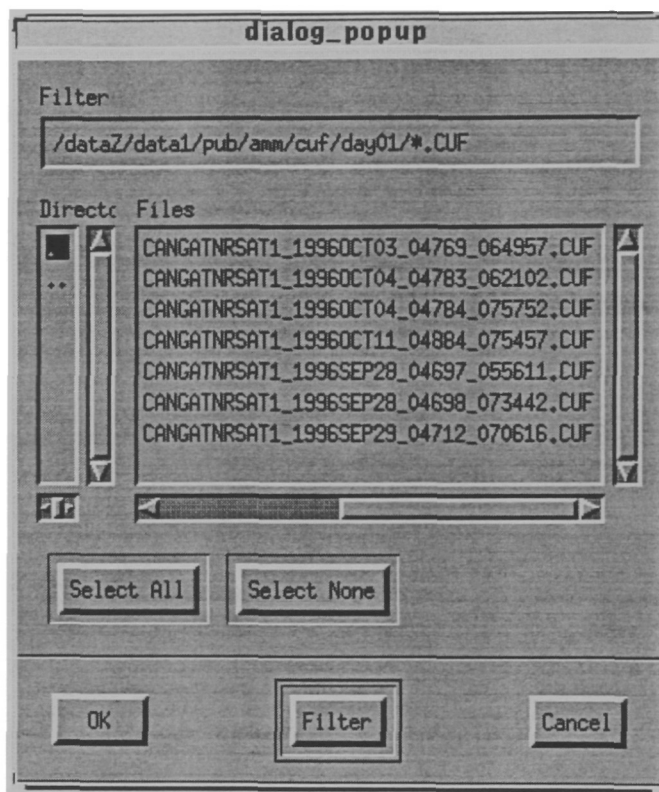 dialog_popup
Filter
/dataZ/data1/pub/amm/cuf/day01/*.CUF
Directo Files
.
..
CANGATNRSAT1_1996OCT03_04769_064957.CUF
CANGATNRSAT1_1996OCT04_04783_062102.CUF
CANGATNRSAT1_1996OCT04_04784_075752.CUF
CANGATNRSAT1_1996OCT11_04884_075457.CUF
CANGATNRSAT1_1996SEP28_04697_055611.CUF
CANGATNRSAT1_1996SEP28_04698_073442.CUF
CANGATNRSAT1_1996SEP29_04712_070616.CUF
Select All Select None
OK Filter Cancel